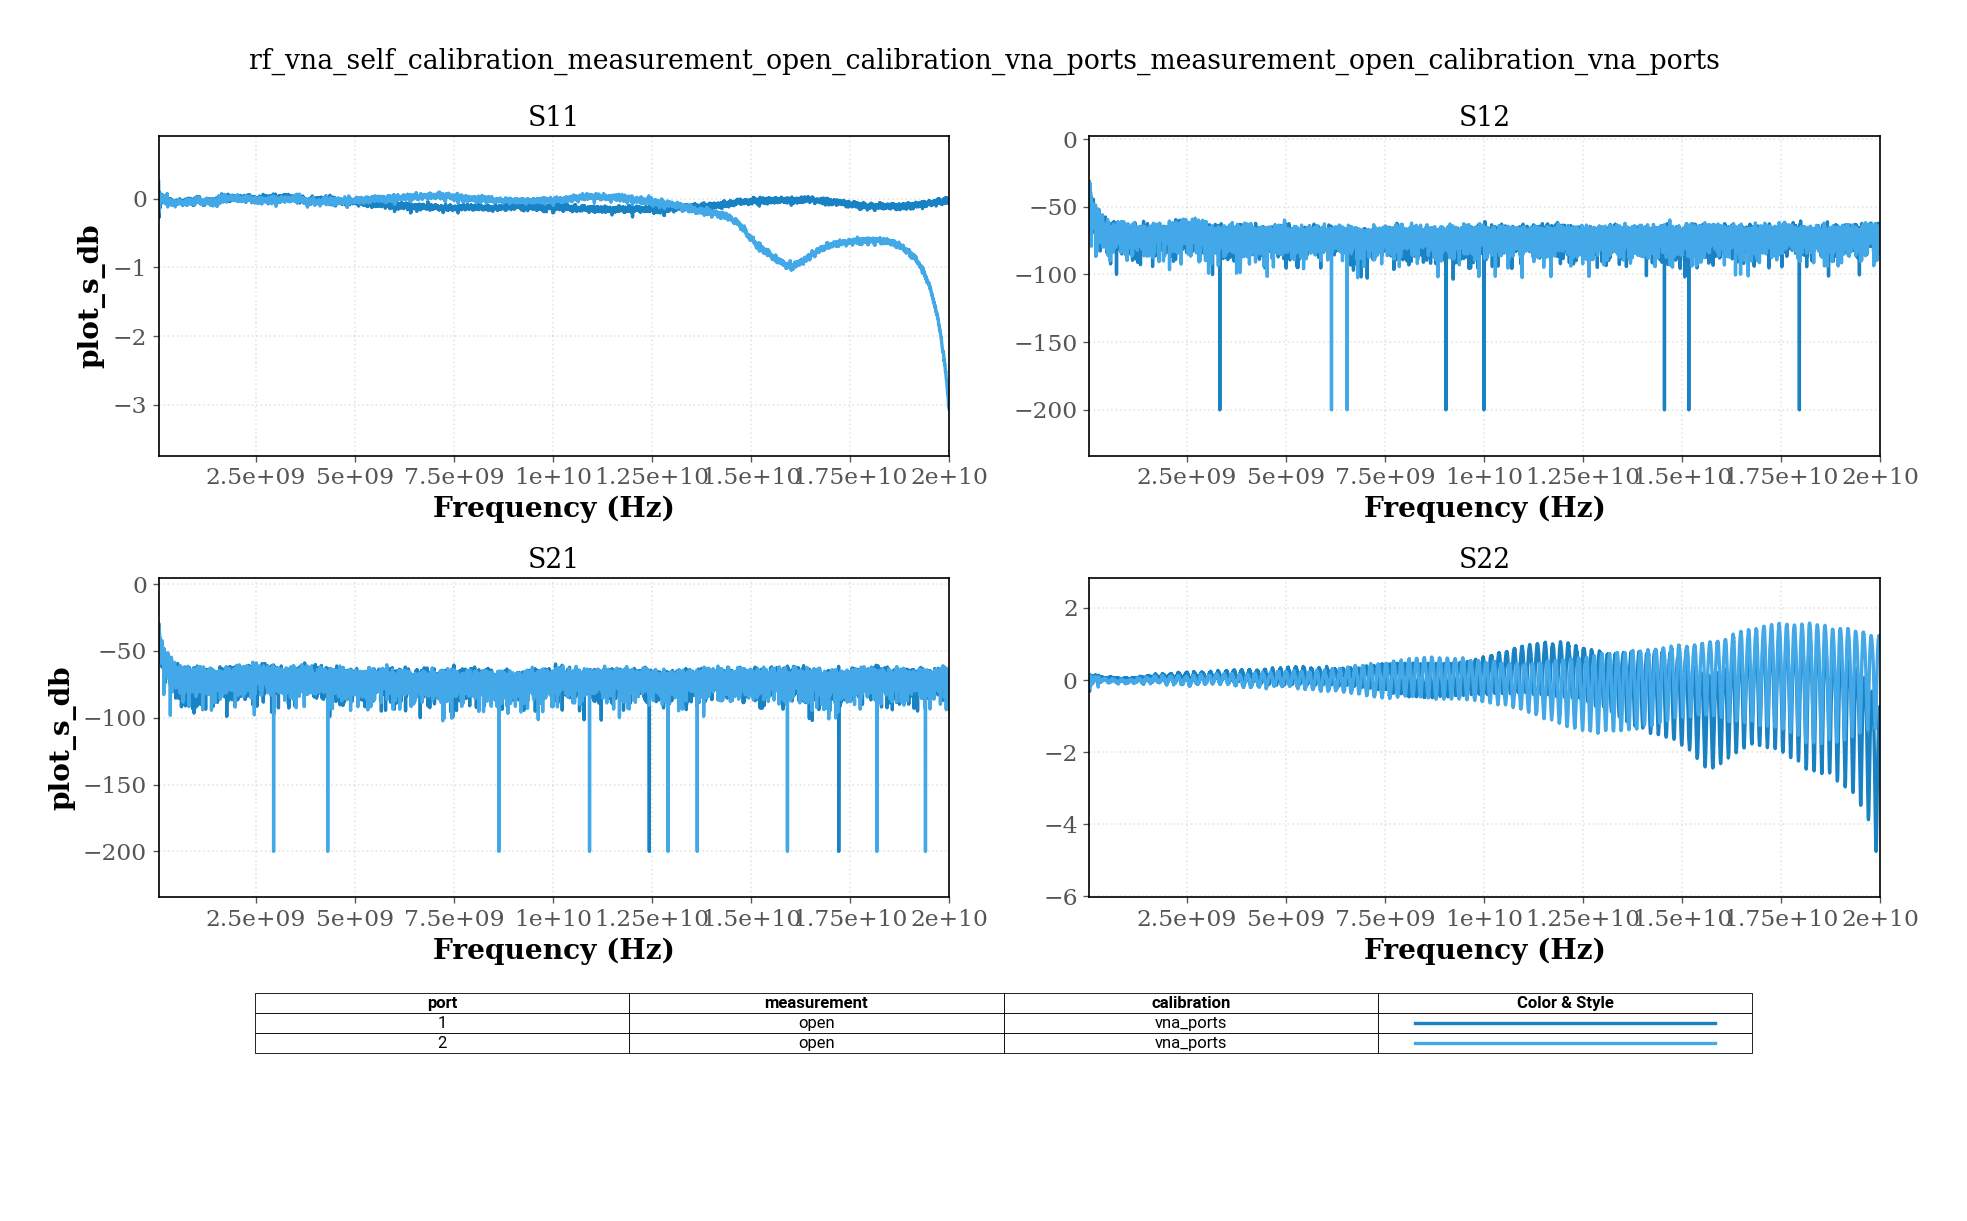 rf_vna_self_calibration_measurement_open_calibration_vna_ports_measurement_open_calibration_vna_ports
S11
plot_s_db
0
−1
−2
−3
2.5e+09 5e+09 7.5e+09 1e+10 1.25e+10 1.5e+10 1.75e+10 2e+10
Frequency (Hz)
S12
0
−50
−100
−150
−200
2.5e+09 5e+09 7.5e+09 1e+10 1.25e+10 1.5e+10 1.75e+10 2e+10
Frequency (Hz)
S21
plot_s_db
0
−50
−100
−150
−200
2.5e+09 5e+09 7.5e+09 1e+10 1.25e+10 1.5e+10 1.75e+10 2e+10
Frequency (Hz)
S22
2
0
−2
−4
−6
2.5e+09 5e+09 7.5e+09 1e+10 1.25e+10 1.5e+10 1.75e+10 2e+10
Frequency (Hz)
port measurement calibration Color & Style
1 open vna_ports
2 open vna_ports